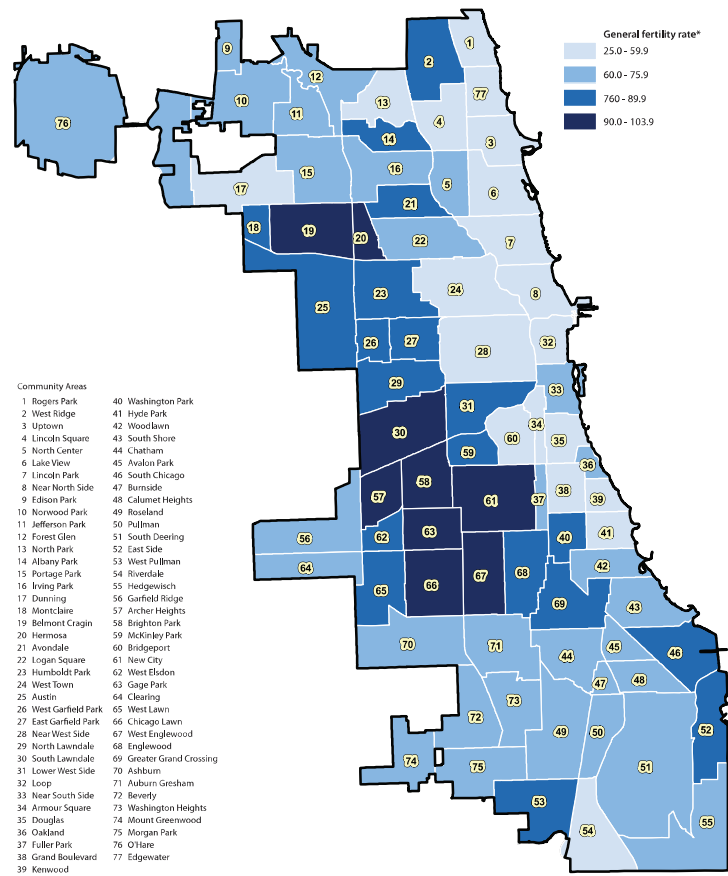 General fertility rate*
25.0 - 59.9
60.0 - 75.9
760 - 89.9
90.0 - 103.9
9
2
1
12
10
77
13
11
4
76
14
3
15
16
5
17
6
21
18
19
20
22
7
23
24
8
25
26
27
32
28
29
33
31
30
34
60
35
59
36
58
57
61
37
38
39
56
62
63
40
41
64
42
65
66
67
68
69
43
70
71
44
45
46
47
48
72
73
49
50
52
74
75
51
53
54
55
Community Areas
1 Rogers Park
2 West Ridge
3 Uptown
4 Lincoln Square
5 North Center
6 Lake View
7 Lincoln Park
8 Near North Side
9 Edison Park
10 Norwood Park
11 Jefferson Park
12 Forest Glen
13 North Park
14 Albany Park
15 Portage Park
16 Irving Park
17 Dunning
18 Montclaire
19 Belmont Cragin
20 Hermosa
21 Avondale
22 Logan Square
23 Humboldt Park
24 West Town
25 Austin
26 West Garfield Park
27 East Garfield Park
28 Near West Side
29 North Lawndale
30 South Lawndale
31 Lower West Side
32 Loop
33 Near South Side
34 Armour Square
35 Douglas
36 Oakland
37 Fuller Park
38 Grand Boulevard
39 Kenwood
40 Washington Park
41 Hyde Park
42 Woodlawn
43 South Shore
44 Chatham
45 Avalon Park
46 South Chicago
47 Burnside
48 Calumet Heights
49 Roseland
50 Pullman
51 South Deering
52 East Side
53 West Pullman
54 Riverdale
55 Hedgewisch
56 Garfield Ridge
57 Archer Heights
58 Brighton Park
59 McKinley Park
60 Bridgeport
61 New City
62 West Elsdon
63 Gage Park
64 Clearing
65 West Lawn
66 Chicago Lawn
67 West Englewood
68 Englewood
69 Greater Grand Crossing
70 Ashburn
71 Auburn Gresham
72 Beverly
73 Washington Heights
74 Mount Greenwood
75 Morgan Park
76 O'Hare
77 Edgewater